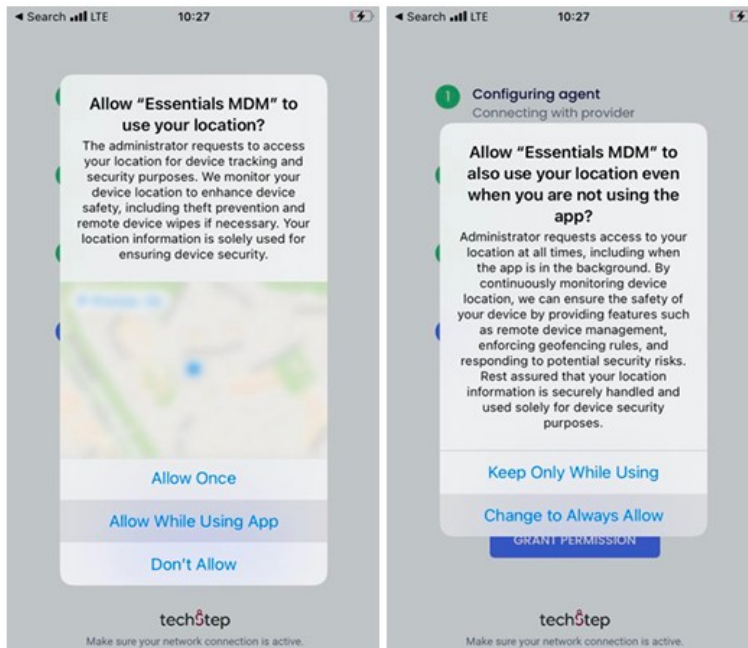 ◀ Search LTE 10:27
Allow “Essentials MDM” to
use your location?
The administrator requests to access
your location for device tracking and
security purposes. We monitor your
device location to enhance device
safety, including theft prevention and
remote device wipes if necessary. Your
location information is solely used for
ensuring device security.
Allow Once
Allow While Using App
Don't Allow
techstep
Make sure your network connection is active.
◀ Search LTE 10:27
1 Configuring agent
Connecting with provider
Allow “Essentials MDM” to
also use your location even
when you are not using the
app?
Administrator requests access to your
location at all times, including when
the app is in the background. By
continuously monitoring device
location, we can ensure the safety of
your device by providing features such
as remote device management,
enforcing geofencing rules, and
responding to potential security risks.
Rest assured that your location
information is securely handled and
used solely for device security
purposes.
Keep Only While Using
Change to Always Allow
GRANT PERMISSION
techstep
Make sure your network connection is active.